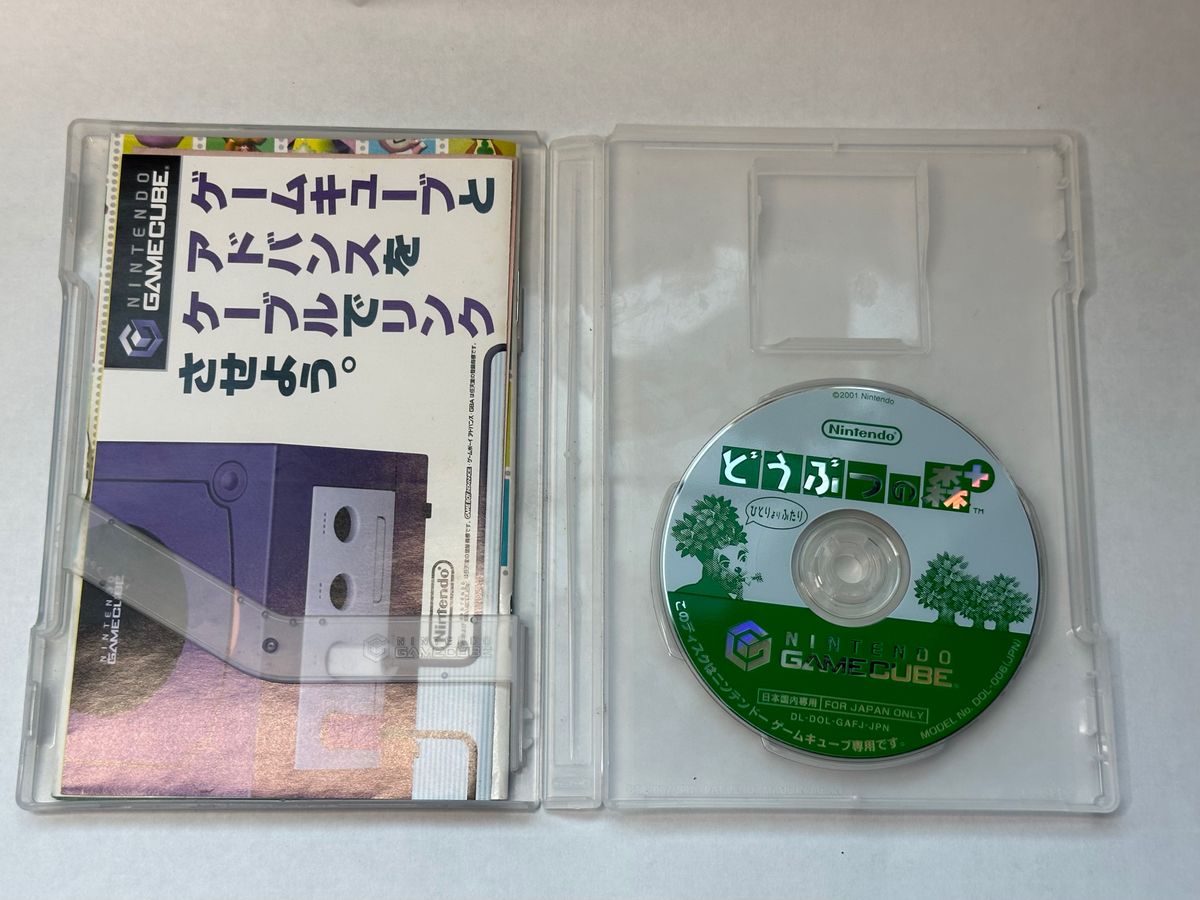 NINTENDO
GAMECUBE®
ゲームキューブと
アドバンスを
ケーブルでリンク
させよう。
Nintendo®
NINTENDO
GAMECUBE
NINTENDO
GAMECUBE
©2001 Nintendo
Nintendo®
どうぶつの森+™
ひとりよりふたり
NINTENDO
GAMECUBE®
日本国内専用 FOR JAPAN ONLY
DL-DOL-GAFJ-JPN
このディスクはニンテンドー ゲームキューブ専用です。
MODEL No. DOL-006(JPN)